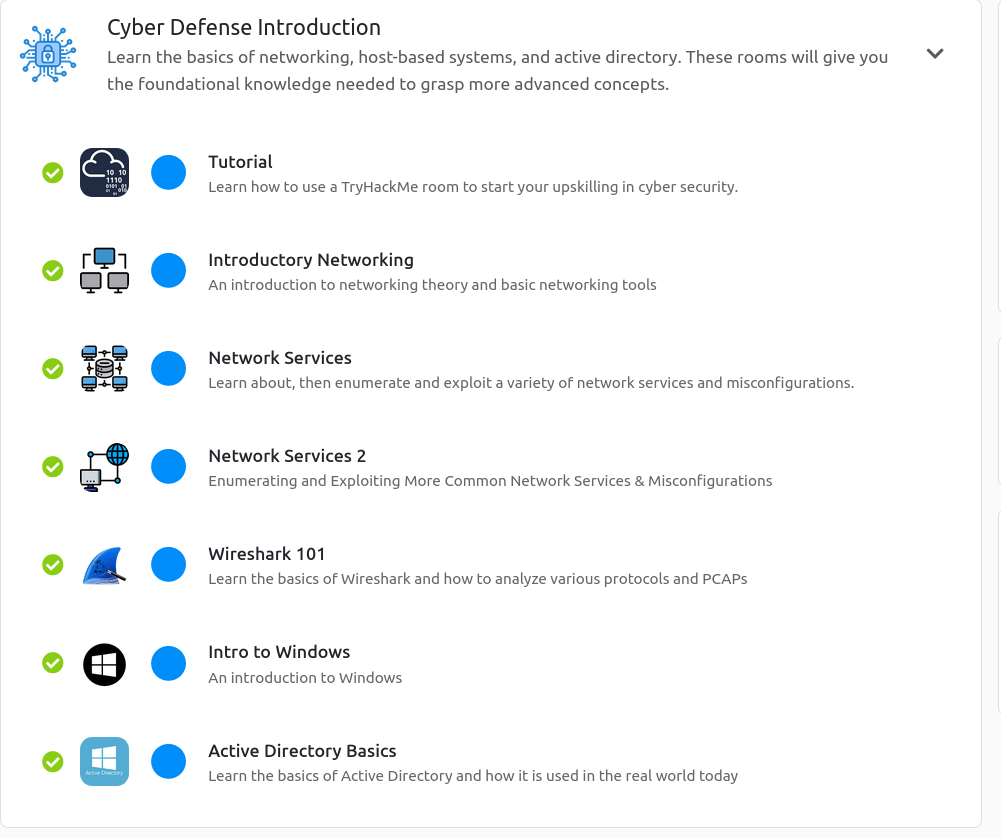 Cyber Defense Introduction
Learn the basics of networking, host-based systems, and active directory. These rooms will give you
the foundational knowledge needed to grasp more advanced concepts.
Tutorial
Learn how to use a TryHackMe room to start your upskilling in cyber security.
Introductory Networking
An introduction to networking theory and basic networking tools
Network Services
Learn about, then enumerate and exploit a variety of network services and misconfigurations.
Network Services 2
Enumerating and Exploiting More Common Network Services & Misconfigurations
Wireshark 101
Learn the basics of Wireshark and how to analyze various protocols and PCAPs
Intro to Windows
An introduction to Windows
Active Directory Basics
Active Directory
Learn the basics of Active Directory and how it is used in the real world today